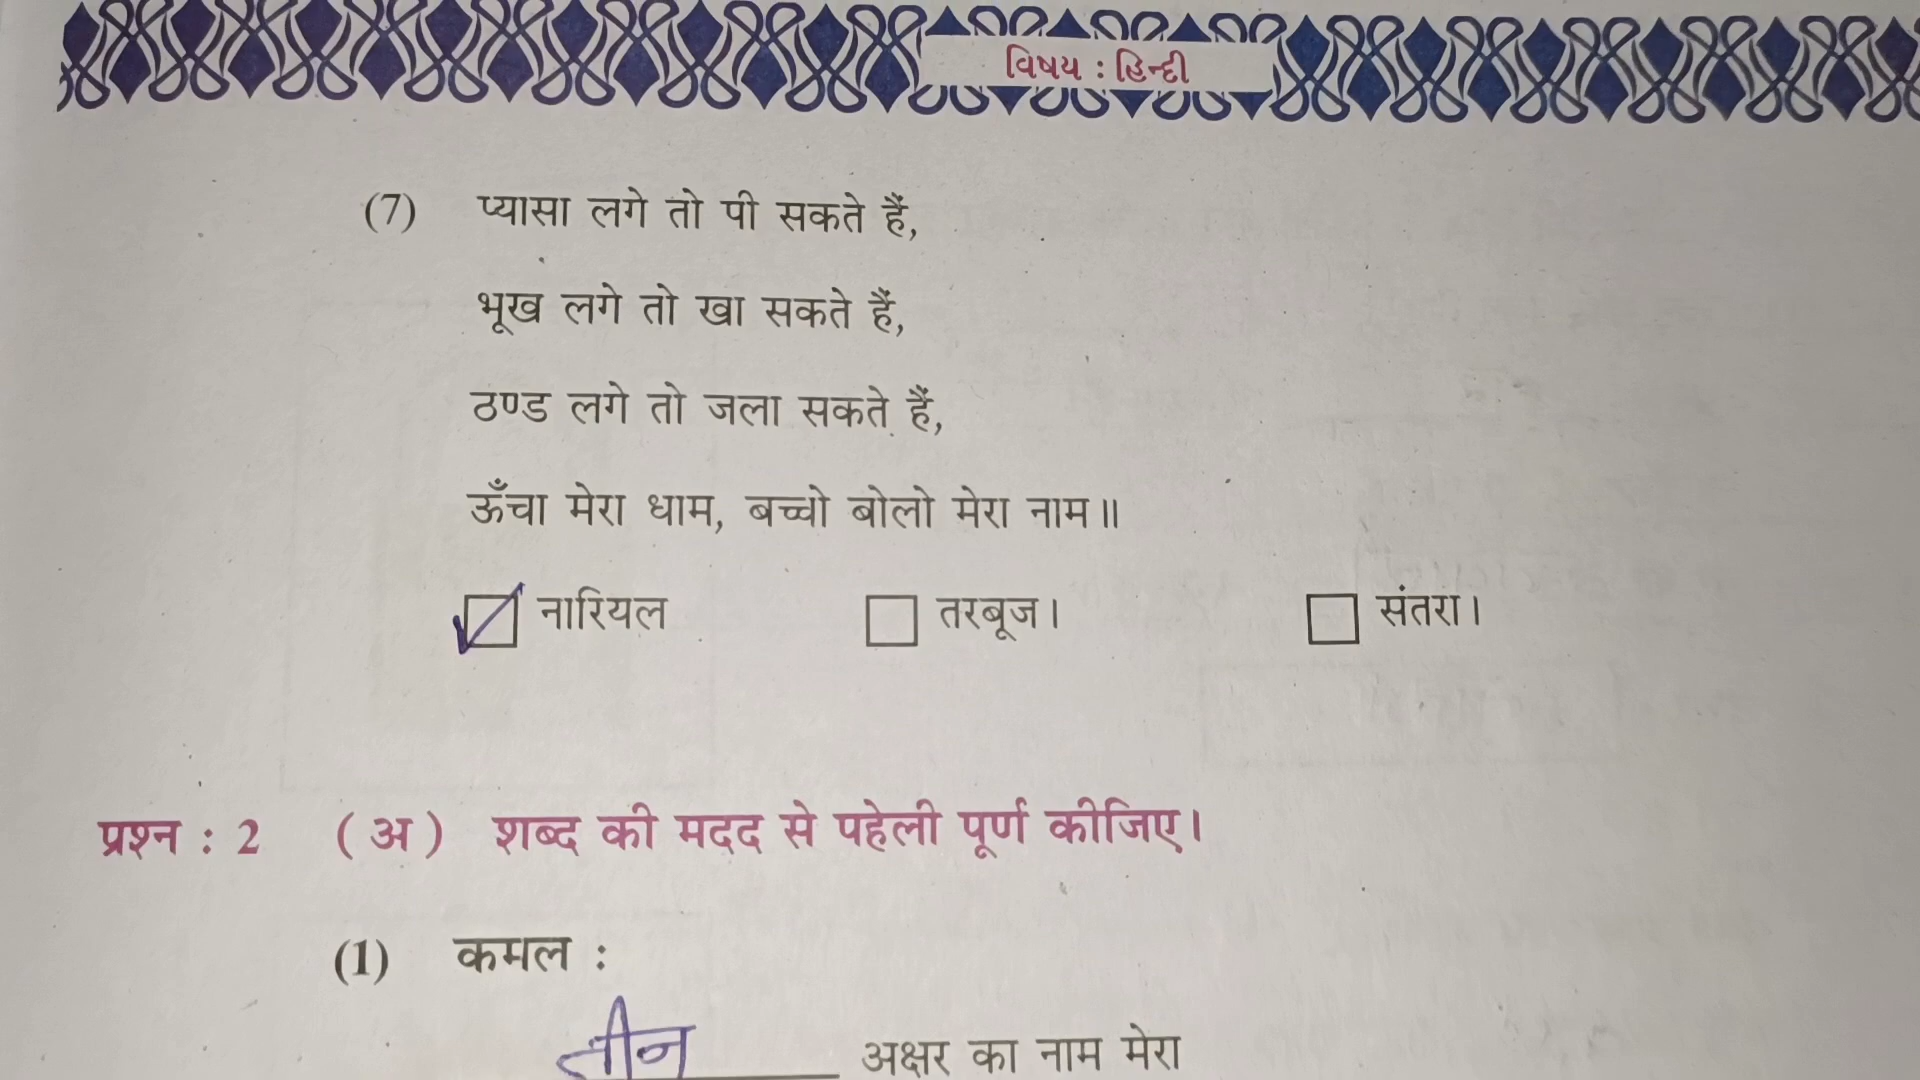 विषय : हिन्दी
(7) प्यासा लगे तो पी सकते हैं,
भूख लगे तो खा सकते हैं,
ठण्ड लगे तो जला सकते हैं,
ऊँचा मेरा धाम, बच्चो बोलो मेरा नाम॥
नारियल तरबूज। संतरा।
प्रश्न : 2 (अ) शब्द की मदद से पहेली पूर्ण कीजिए।
(1) कमल :
तीन अक्षर का नाम मेरा